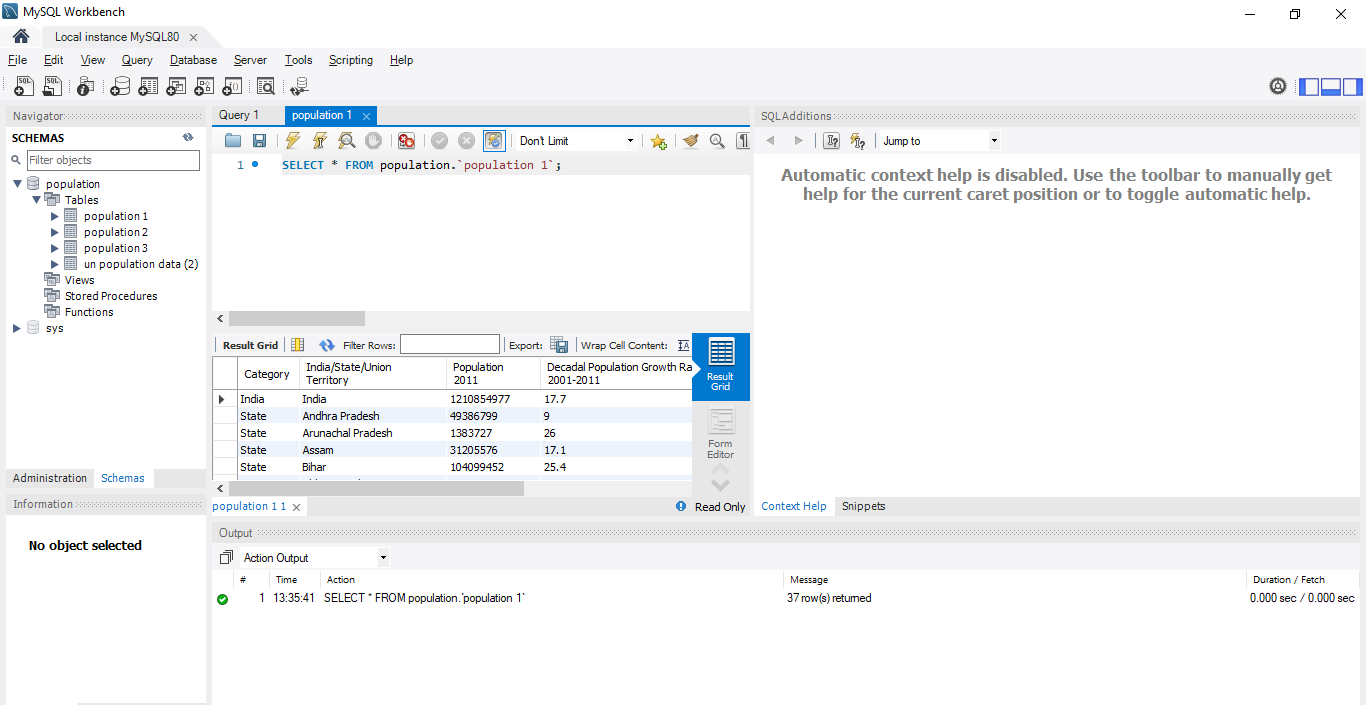 MySQL Workbench
Local instance MySQL80
File Edit View Query Database Server Tools Scripting Help
Navigator
SCHEMAS
Filter objects
population
Tables
population 1
population 2
population 3
un population data (2)
Views
Stored Procedures
Functions
sys
Administration Schemas
Information
No object selected
Query 1 population 1
Don't Limit
1 SELECT * FROM population.`population 1`;
Result Grid Filter Rows: Export: Wrap Cell Content:
Category India/State/Union Territory Population 2011 Decadal Population Growth Ra 2001-2011
India India 1210854977 17.7
State Andhra Pradesh 49386799 9
State Arunachal Pradesh 1383727 26
State Assam 31205576 17.1
State Bihar 104099452 25.4
Result Grid
Form Editor
population 1 1 Read Only
SQLAdditions
Jump to
Automatic context help is disabled. Use the toolbar to manually get
help for the current caret position or to toggle automatic help.
Context Help Snippets
Output
Action Output
# Time Action Message Duration / Fetch
1 13:35:41 SELECT * FROM population.`population 1` 37 row(s) returned 0.000 sec / 0.000 sec